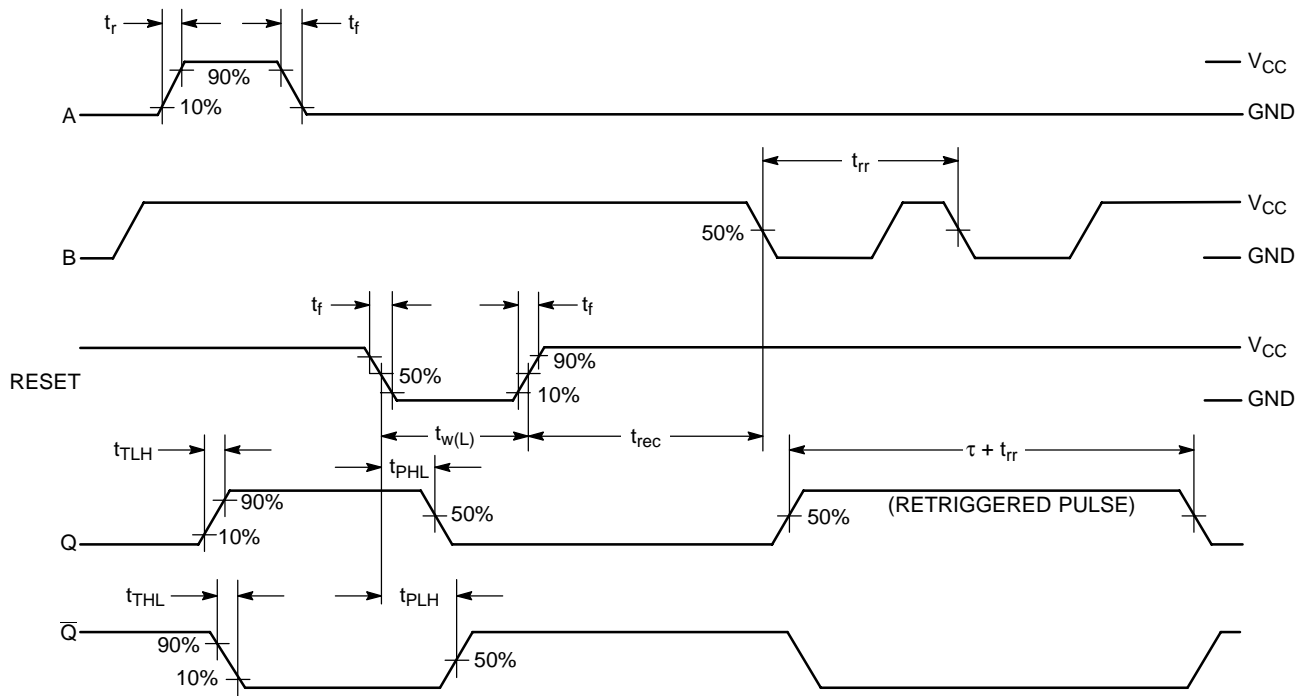 tr tf
90%
VCC
10%
A GND
trr
VCC
50%
B GND
tf tf
VCC
90%
50%
RESET 10%
GND
tw(L) trec
tTLH τ + trr
tPHL
90% (RETRIGGERED PULSE)
50% 50%
10%
Q
tTHL tPLH
Q̅
90%
50%
10%